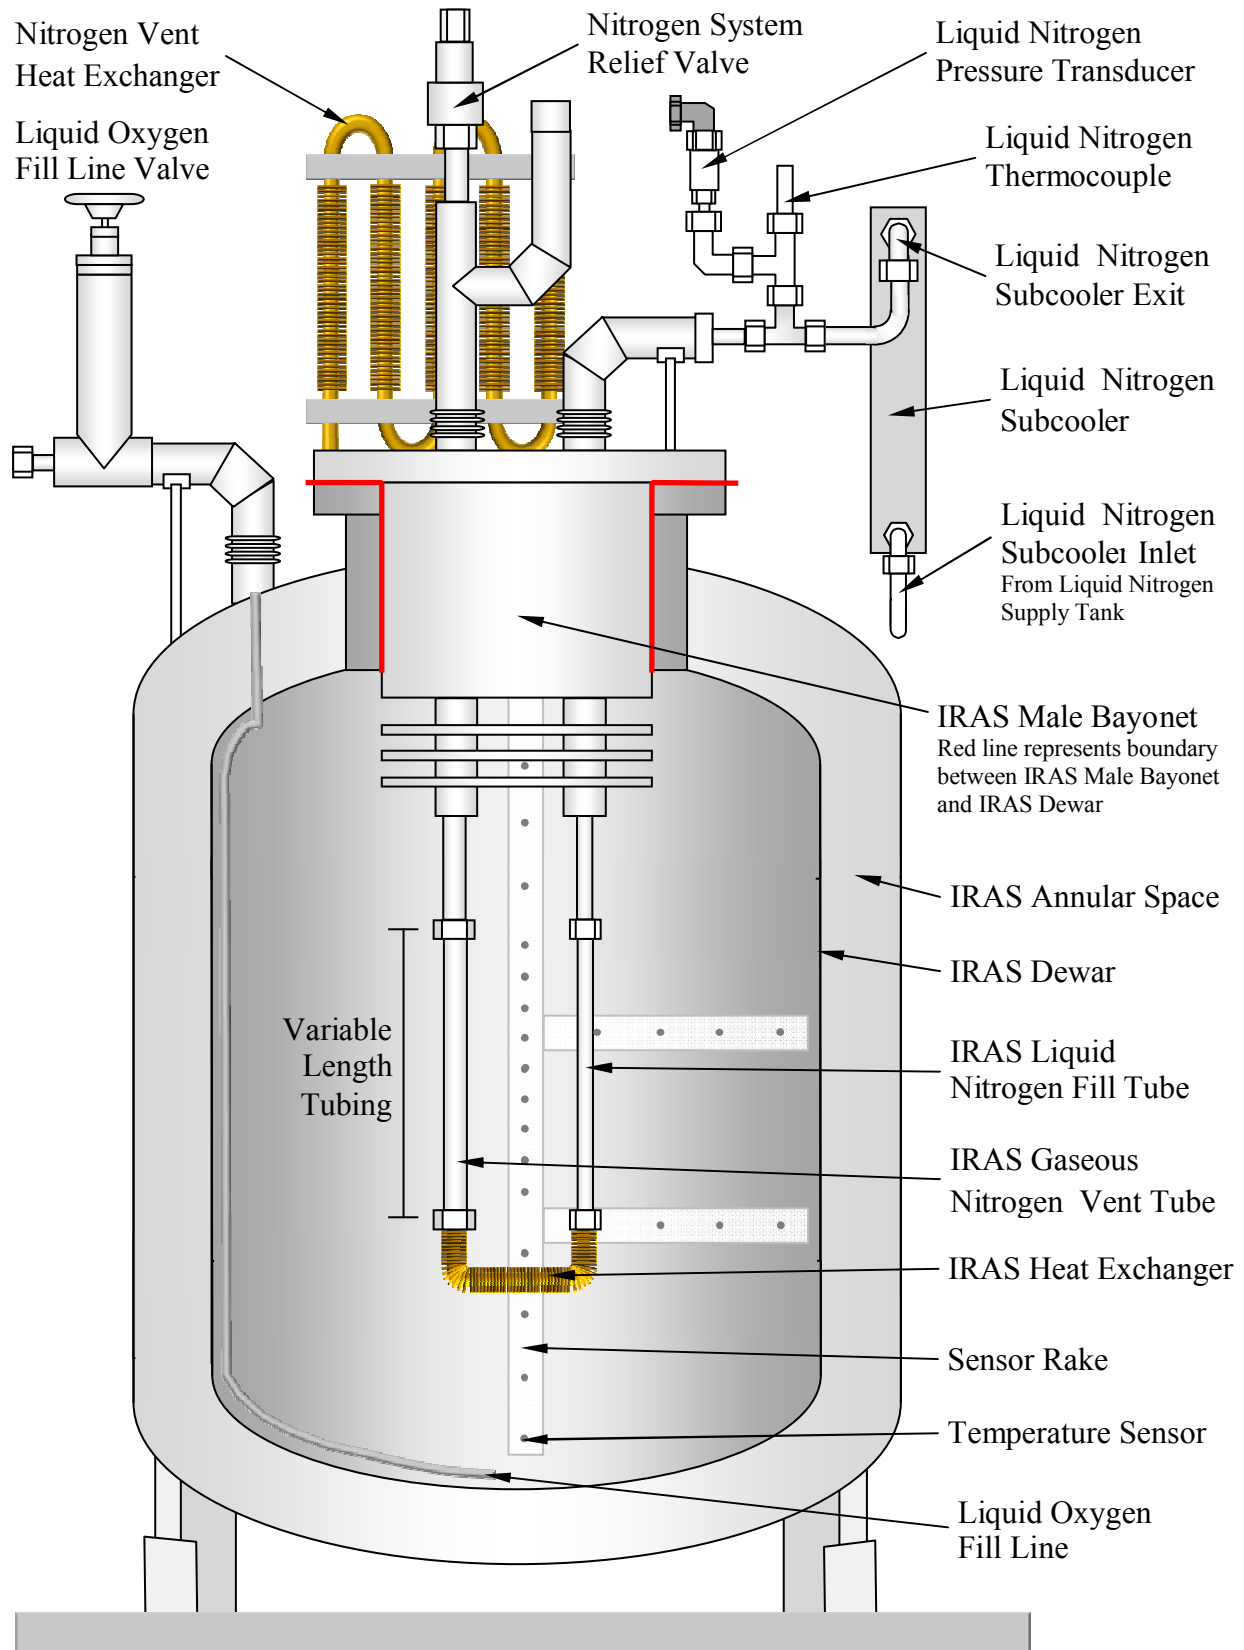 Nitrogen Vent
Heat Exchanger
Nitrogen System
Relief Valve
Liquid Nitrogen
Pressure Transducer
Liquid Oxygen
Fill Line Valve
Liquid Nitrogen
Thermocouple
Liquid Nitrogen
Subcooler Exit
Liquid Nitrogen
Subcooler
Liquid Nitrogen
Subcooler Inlet
From Liquid Nitrogen
Supply Tank
IRAS Male Bayonet
Red line represents boundary
between IRAS Male Bayonet
and IRAS Dewar
IRAS Annular Space
IRAS Dewar
Variable
Length
Tubing
IRAS Liquid
Nitrogen Fill Tube
IRAS Gaseous
Nitrogen Vent Tube
IRAS Heat Exchanger
Sensor Rake
Temperature Sensor
Liquid Oxygen
Fill Line